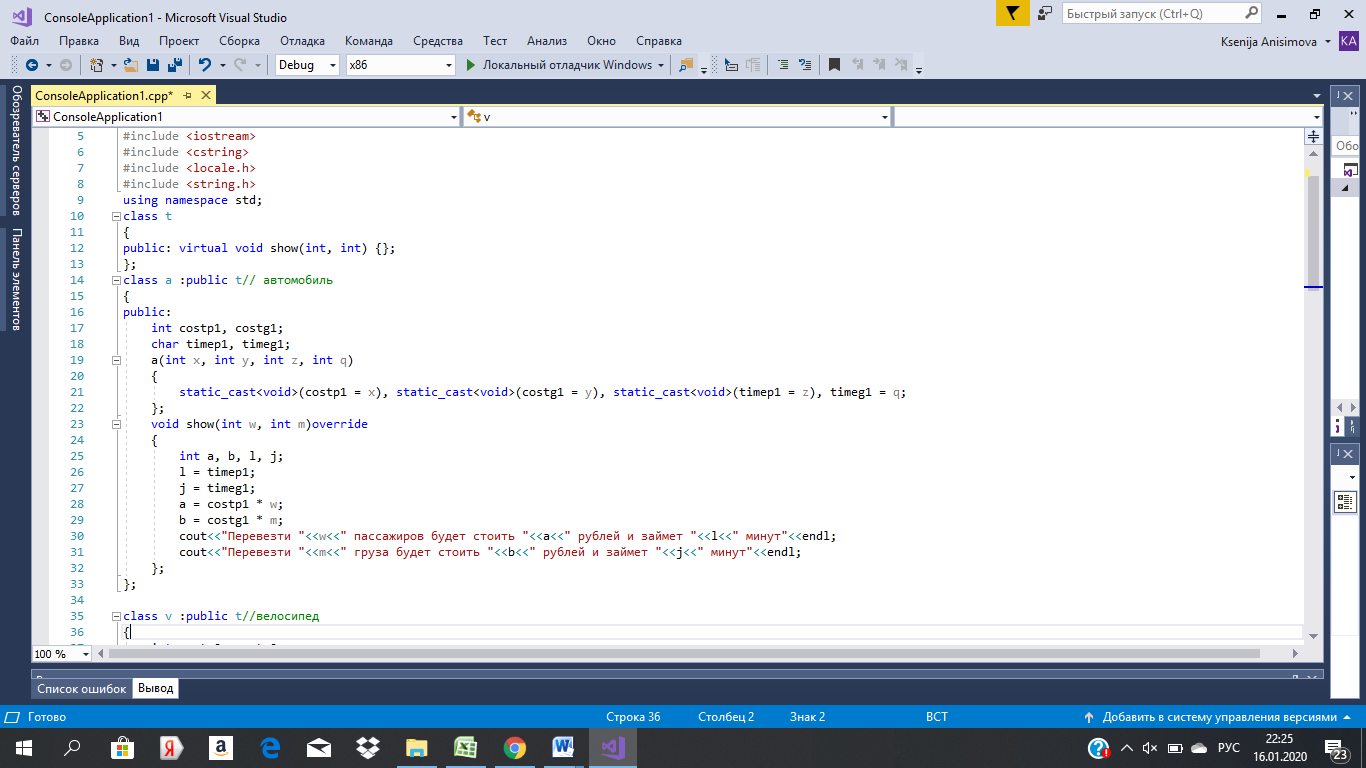 ConsoleApplication1 - Microsoft Visual Studio
Быстрый запуск (Ctrl+Q)
Файл Правка Вид Проект Сборка Отладка Команда Средства Тест Анализ Окно Справка
Ksenija Anisimova KA
Debug x86 Локальный отладчик Windows
Обозреватель серверов
Панель элементов
ConsoleApplication1.cpp*
ConsoleApplication1 v
Обо
5 #include <iostream>
6 #include <cstring>
7 #include <locale.h>
8 #include <string.h>
9 using namespace std;
10 class t
11 {
12 public: virtual void show(int, int) {};
13 };
14 class a :public t// автомобиль
15 {
16 public:
17 int costp1, costg1;
18 char timep1, timeg1;
19 a(int x, int y, int z, int q)
20 {
21 static_cast<void>(costp1 = x), static_cast<void>(costg1 = y), static_cast<void>(timep1 = z), timeg1 = q;
22 };
23 void show(int w, int m)override
24 {
25 int a, b, l, j;
26 l = timep1;
27 j = timeg1;
28 a = costp1 * w;
29 b = costg1 * m;
30 cout<<"Перевезти "<<w<<" пассажиров будет стоить "<<a<<" рублей и займет "<<l<<" минут"<<endl;
31 cout<<"Перевезти "<<m<<" груза будет стоить "<<b<<" рублей и займет "<<j<<" минут"<<endl;
32 };
33 };
34
35 class v :public t//велосипед
36 {
100 %
Список ошибок Вывод
Готово Строка 36 Столбец 2 Знак 2 ВСТ Добавить в систему управления версиями
РУС 22:25
16.01.2020 23